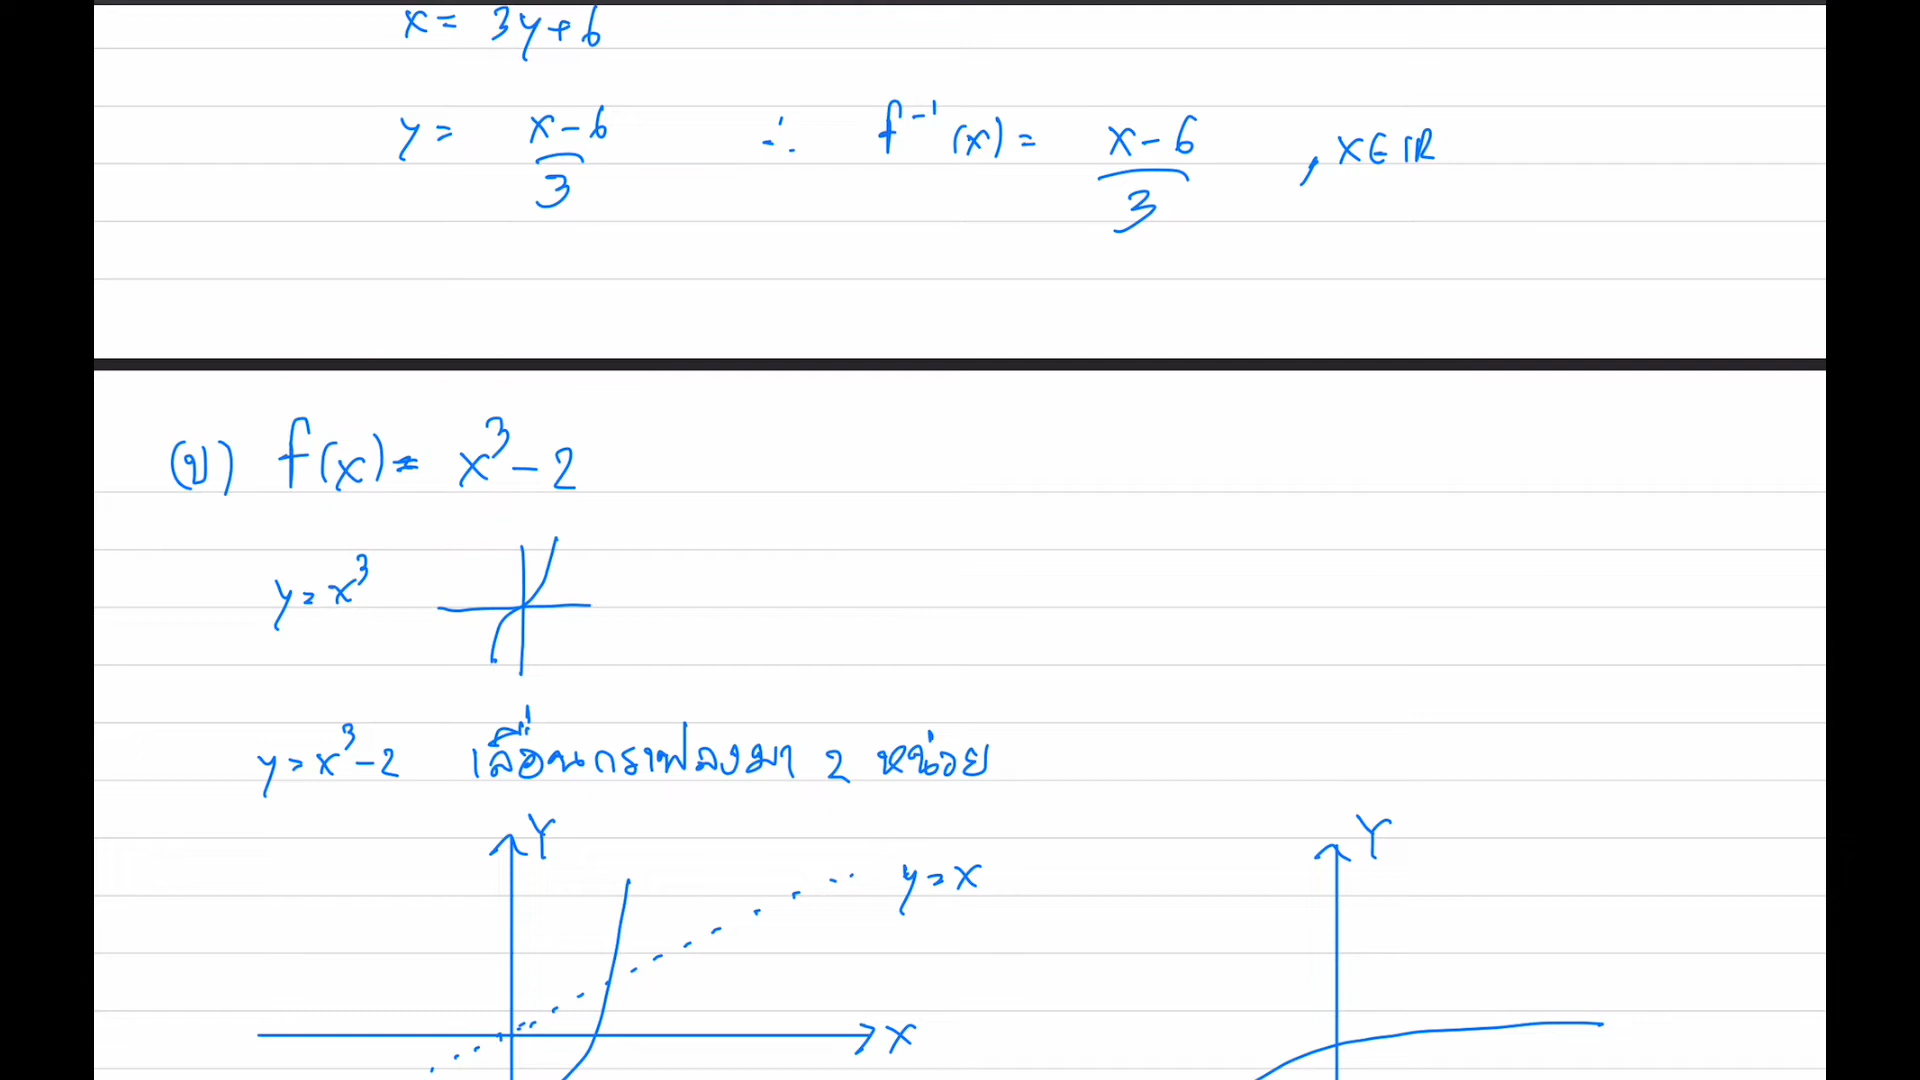 x = 3y+6
y = x-6/3 ∴ f⁻¹(x) = x-6/3 , x∈ℝ
(ข) f(x) = x³-2
y = x³
y = x³-2 เลื่อนกราฟลงมา 2 หน่วย
Y
y = x
X
Y